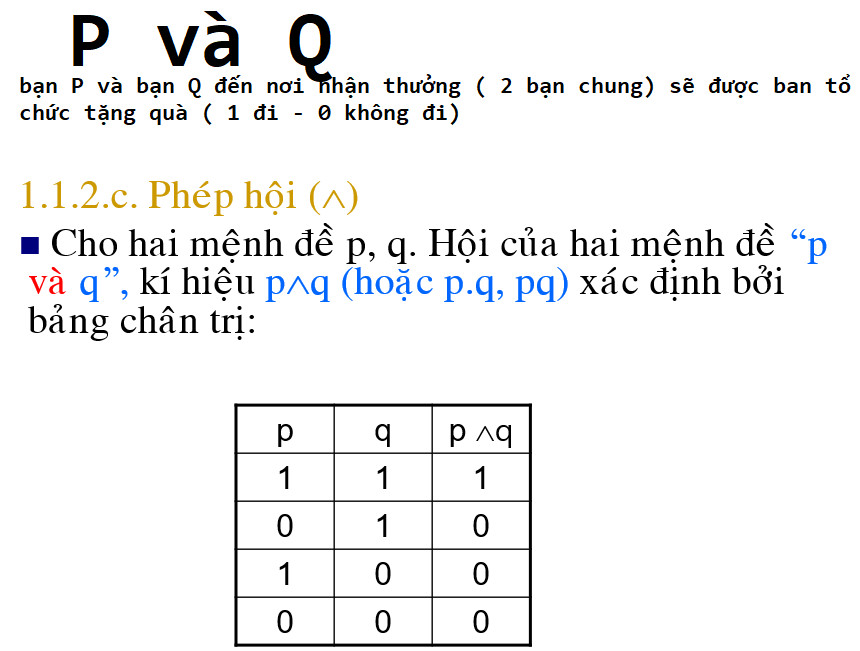 P và Q
bạn P và bạn Q đến nơi nhận thưởng ( 2 bạn chung) sẽ được ban tổ
chức tặng quà ( 1 đi - 0 không đi)
1.1.2.c. Phép hội (∧)
■ Cho hai mệnh đề p, q. Hội của hai mệnh đề “p
và q”, kí hiệu p∧q (hoặc p.q, pq) xác định bởi
bảng chân trị:
p q p ∧q
1 1 1
0 1 0
1 0 0
0 0 0